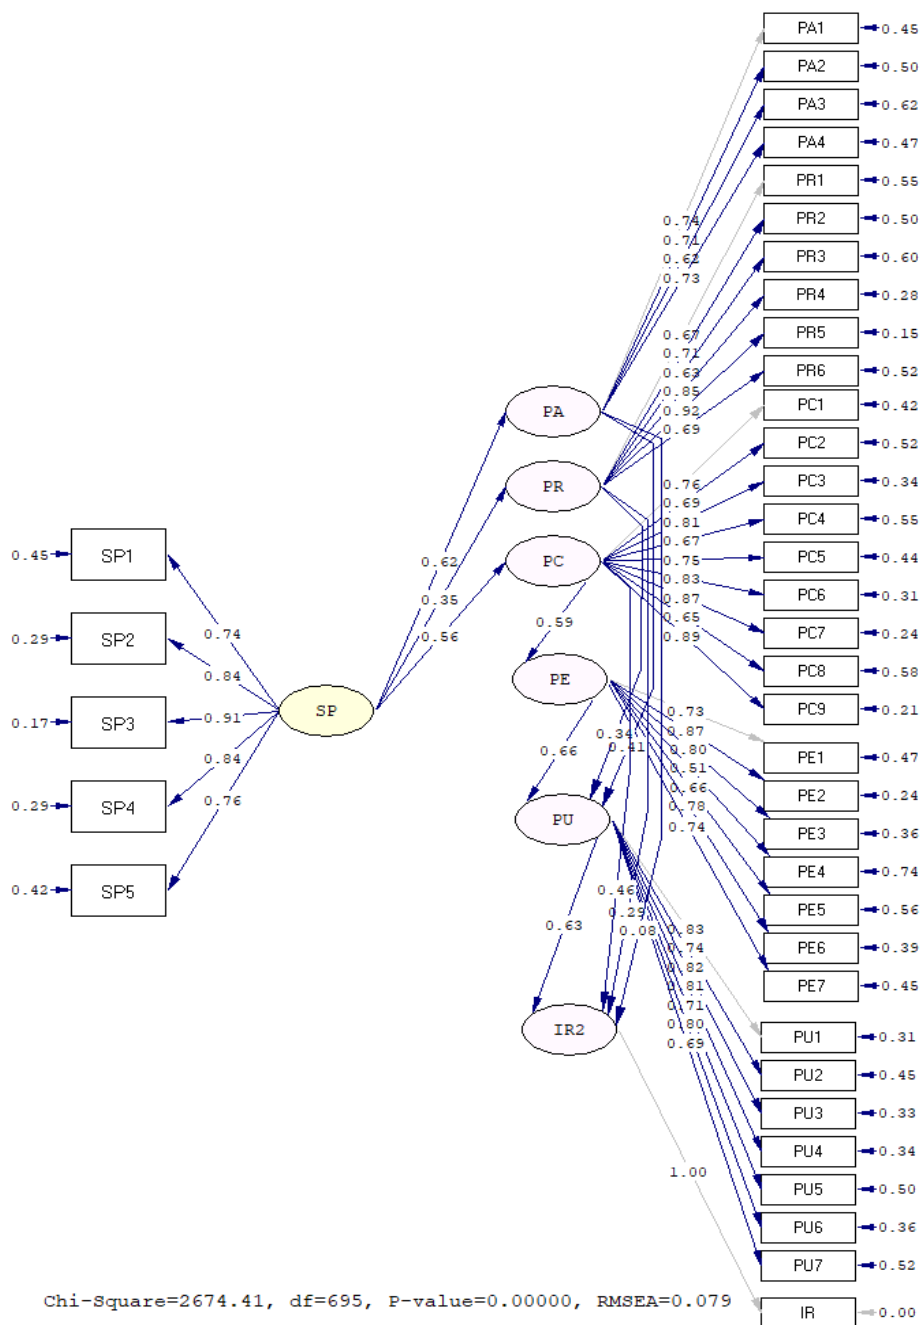 PA1 0.45
PA2 0.50
PA3 0.62
PA4 0.47
PR1 0.55
PR2 0.50
PR3 0.60
PR4 0.28
PR5 0.15
PR6 0.52
PC1 0.42
PC2 0.52
PC3 0.34
PC4 0.55
PC5 0.44
PC6 0.31
PC7 0.24
PC8 0.58
PC9 0.21
PE1 0.47
PE2 0.24
PE3 0.36
PE4 0.74
PE5 0.56
PE6 0.39
PE7 0.45
PU1 0.31
PU2 0.45
PU3 0.33
PU4 0.34
PU5 0.50
PU6 0.36
PU7 0.52
IR 0.00
0.74
0.71
0.62
0.73
0.67
0.71
0.63
0.85
0.92
0.69
0.76
0.69
0.81
0.67
0.75
0.83
0.87
0.65
0.89
0.73
0.87
0.80
0.51
0.66
0.78
0.74
0.83
0.74
0.82
0.81
0.71
0.80
0.69
1.00
PA
PR
PC
0.59
PE
0.66
0.34
0.41
PU
0.63
0.46
0.29
0.08
IR2
0.62
0.35
0.56
SP
0.45 SP1
0.29 SP2
0.17 SP3
0.29 SP4
0.42 SP5
0.74
0.84
0.91
0.84
0.76
Chi-Square=2674.41, df=695, P-value=0.00000, RMSEA=0.079